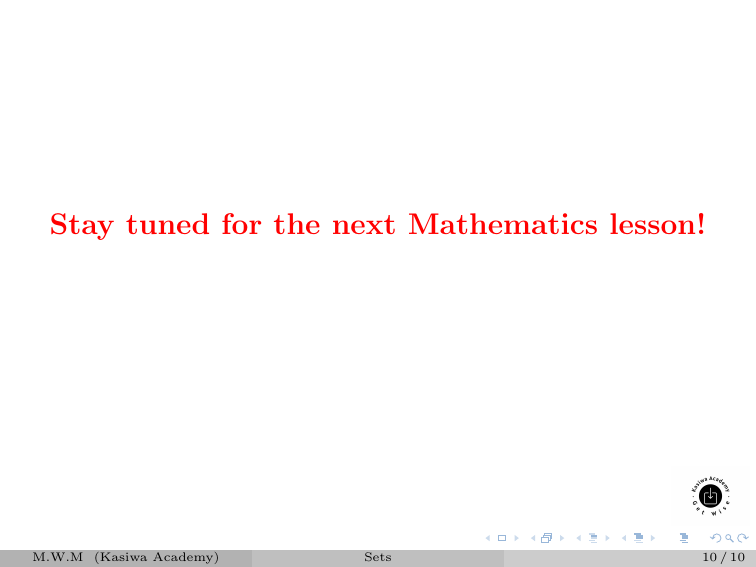 Stay tuned for the next Mathematics lesson!
Kasiwa Academy
Get Wise
M.W.M (Kasiwa Academy)
Sets
10 / 10